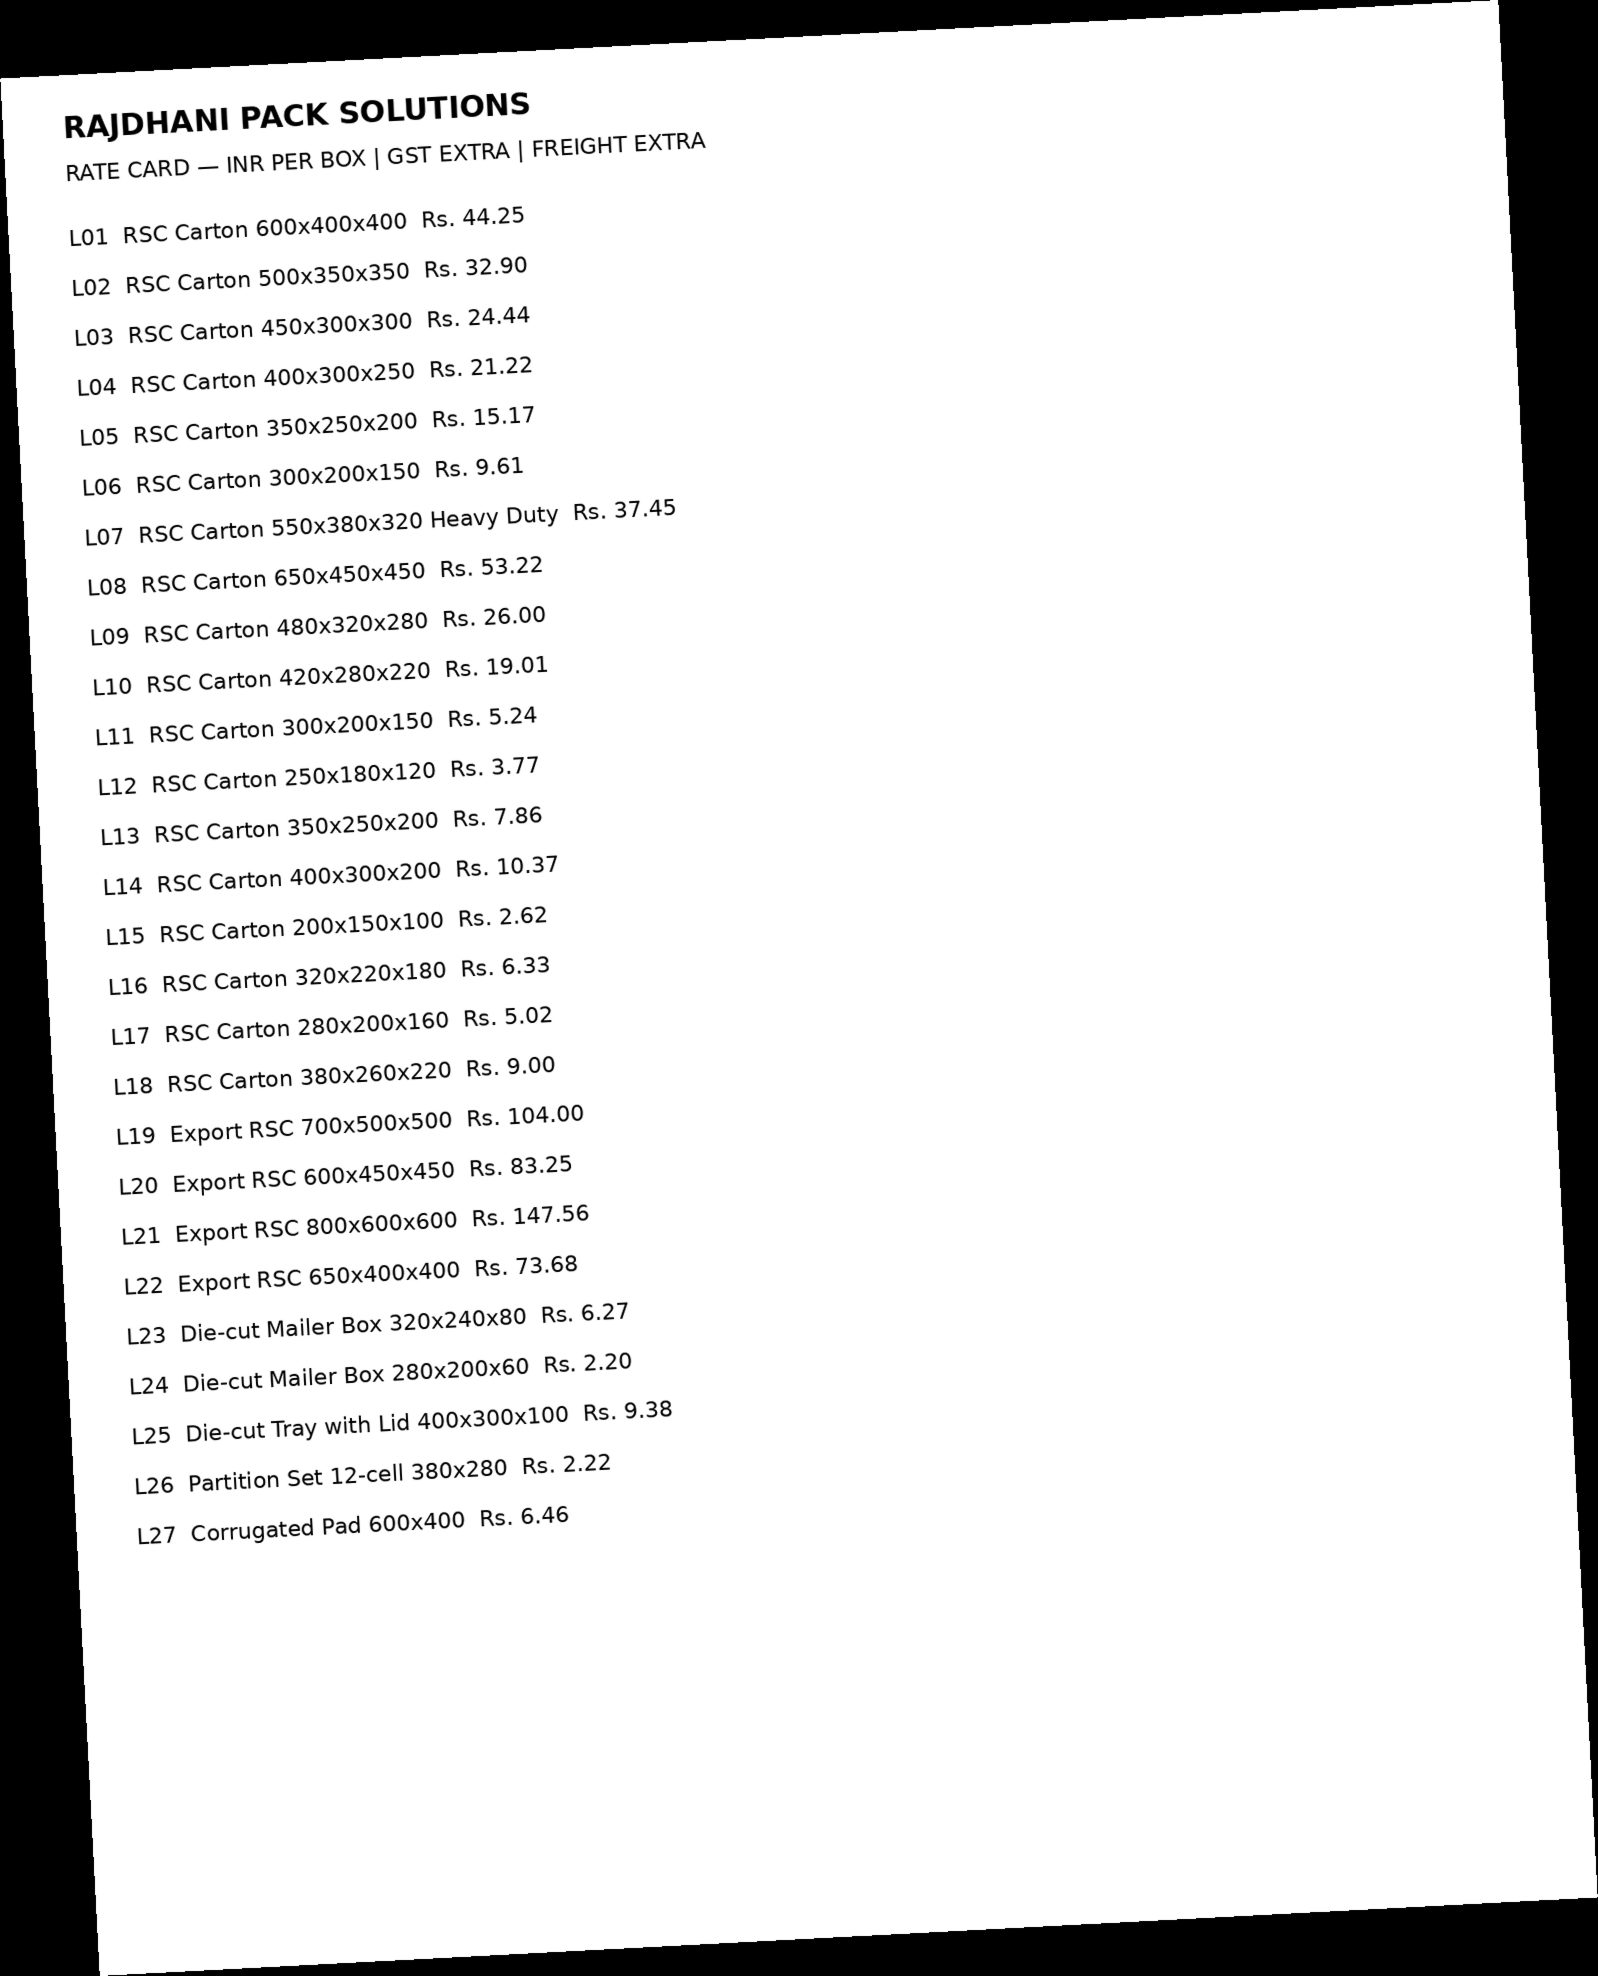 RAJDHANI PACK SOLUTIONS
RATE CARD — INR PER BOX | GST EXTRA | FREIGHT EXTRA
L01 RSC Carton 600x400x400 Rs. 44.25
L02 RSC Carton 500x350x350 Rs. 32.90
L03 RSC Carton 450x300x300 Rs. 24.44
L04 RSC Carton 400x300x250 Rs. 21.22
L05 RSC Carton 350x250x200 Rs. 15.17
L06 RSC Carton 300x200x150 Rs. 9.61
L07 RSC Carton 550x380x320 Heavy Duty Rs. 37.45
L08 RSC Carton 650x450x450 Rs. 53.22
L09 RSC Carton 480x320x280 Rs. 26.00
L10 RSC Carton 420x280x220 Rs. 19.01
L11 RSC Carton 300x200x150 Rs. 5.24
L12 RSC Carton 250x180x120 Rs. 3.77
L13 RSC Carton 350x250x200 Rs. 7.86
L14 RSC Carton 400x300x200 Rs. 10.37
L15 RSC Carton 200x150x100 Rs. 2.62
L16 RSC Carton 320x220x180 Rs. 6.33
L17 RSC Carton 280x200x160 Rs. 5.02
L18 RSC Carton 380x260x220 Rs. 9.00
L19 Export RSC 700x500x500 Rs. 104.00
L20 Export RSC 600x450x450 Rs. 83.25
L21 Export RSC 800x600x600 Rs. 147.56
L22 Export RSC 650x400x400 Rs. 73.68
L23 Die-cut Mailer Box 320x240x80 Rs. 6.27
L24 Die-cut Mailer Box 280x200x60 Rs. 2.20
L25 Die-cut Tray with Lid 400x300x100 Rs. 9.38
L26 Partition Set 12-cell 380x280 Rs. 2.22
L27 Corrugated Pad 600x400 Rs. 6.46